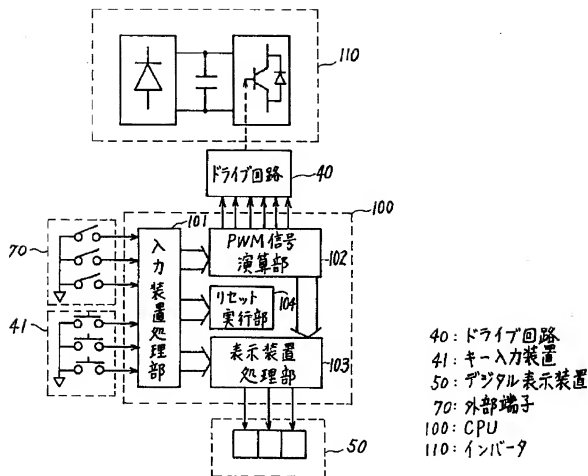 110
ドライブ回路
40
100
101
70
入力装置処理部
PWM信号
演算部
102
リセット
実行部
104
41
表示装置
処理部
103
50
40:ドライブ回路
41:キー入力装置
50:デジタル表示装置
70:外部端子
100:CPU
110:インバータ